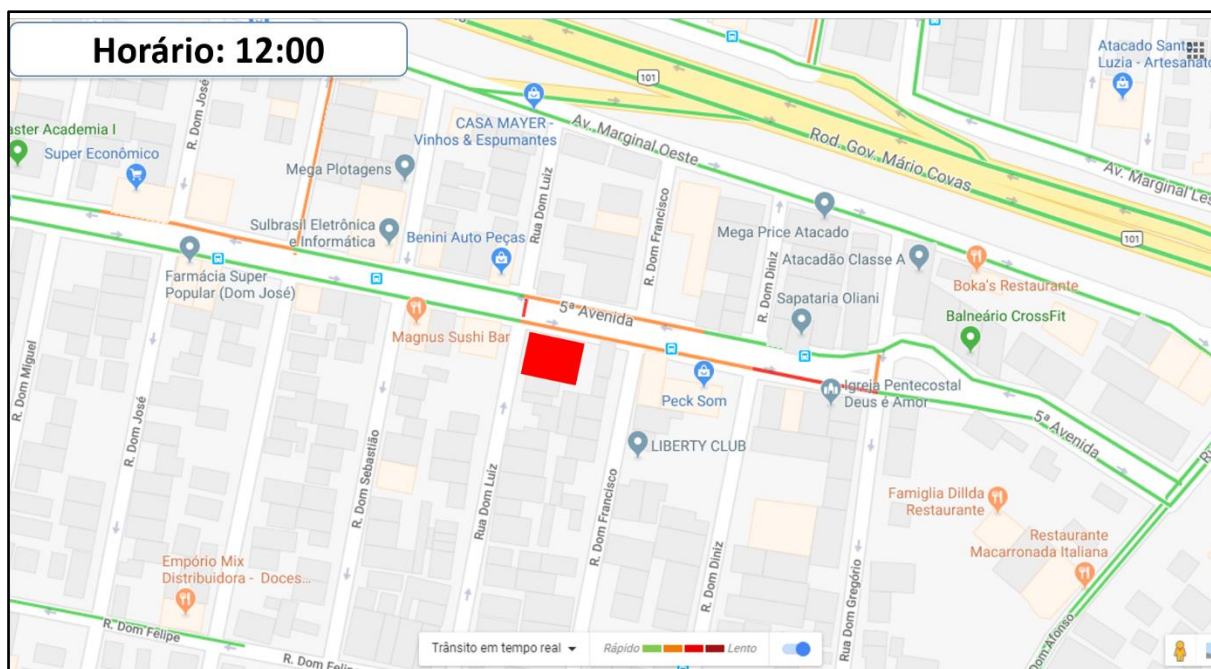 Horário: 12:00
101
Atacado Santa
Luzia - Artesanato
R. Dom José
CASA MAYER -
Vinhos & Espumantes
Av. Marginal Oeste
Rod. Gov. Mário Covas
Av. Marginal Les
101
aster Academia I
Super Econômico
Mega Plotagens
Rua Dom Luiz
R. Dom Francisco
Sulbrasil Eletrônica
e Informática
Benini Auto Peças
R. Dom Diniz
Mega Price Atacado
Atacadão Classe A
Boka's Restaurante
Farmácia Super
Popular (Dom José)
5ª Avenida
Sapataria Oliani
Balneário CrossFit
Magnus Sushi Bar
R. Dom Miguel
R. Dom José
R. Dom Sebastião
Peck Som
Igreja Pentecostal
Deus é Amor
5ª Avenida
LIBERTY CLUB
Rua Dom Luiz
R. Dom Francisco
R. Dom Diniz
Rua Dom Gregório
Famiglia Dillda
Restaurante
Restaurante
Macarronada Italiana
Empório Mix
Distribuidora - Doces...
R. Dom Felipe
R. Dom Felipe
Dom Afonso
Trânsito em tempo real
Rápido
Lento